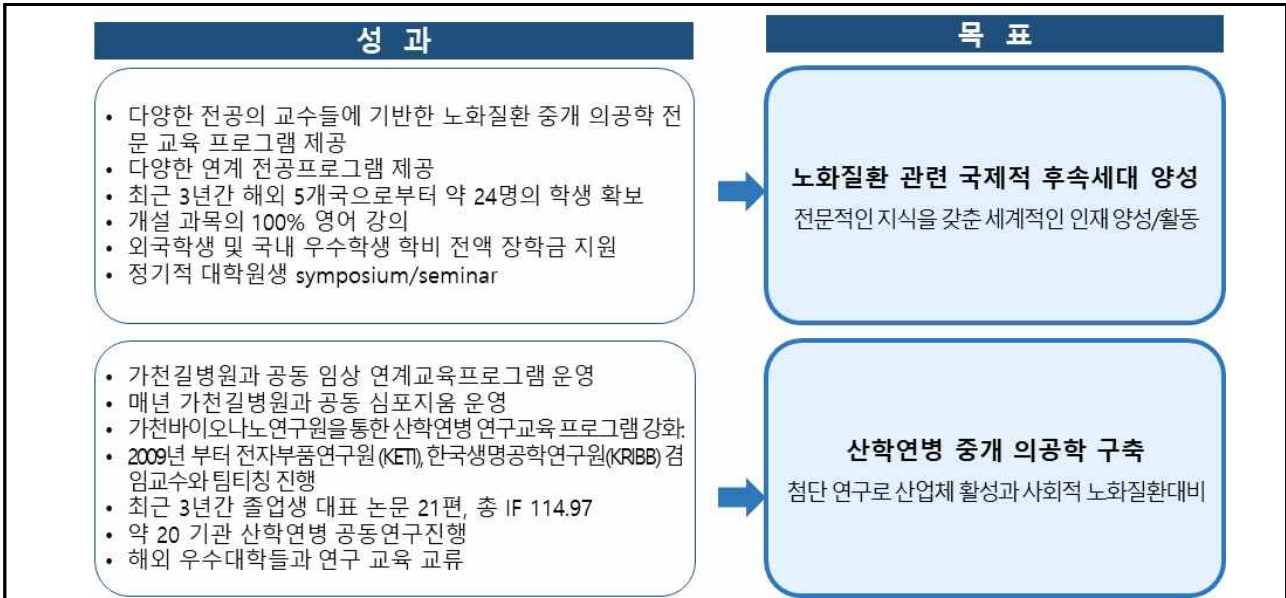 성 과
• 다양한 전공의 교수들에 기반한 노화질환 중개 의공학 전
문 교육 프로그램 제공
• 다양한 연계 전공프로그램 제공
• 최근 3년간 해외 5개국으로부터 약 24명의 학생 확보
• 개설 과목의 100% 영어 강의
• 외국학생 및 국내 우수학생 학비 전액 장학금 지원
• 정기적 대학원생 symposium/seminar
목 표
노화질환 관련 국제적 후속세대 양성
전문적인 지식을 갖춘 세계적인 인재 양성/활동
• 가천길병원과 공동 임상 연계교육프로그램 운영
• 매년 가천길병원과 공동 심포지움 운영
• 가천바이오나노연구원을 통한 산학연병 연구교육 프로그램 강화:
• 2009년 부터 전자부품연구원(KETI), 한국생명공학연구원(KRIBB) 겸
임교수와 팀티칭 진행
• 최근 3년간 졸업생 대표 논문 21편, 총 IF 114.97
• 약 20 기관 산학연병 공동연구진행
• 해외 우수대학들과 연구 교육 교류
산학연병 중개 의공학 구축
첨단 연구로 산업체 활성과 사회적 노화질환대비